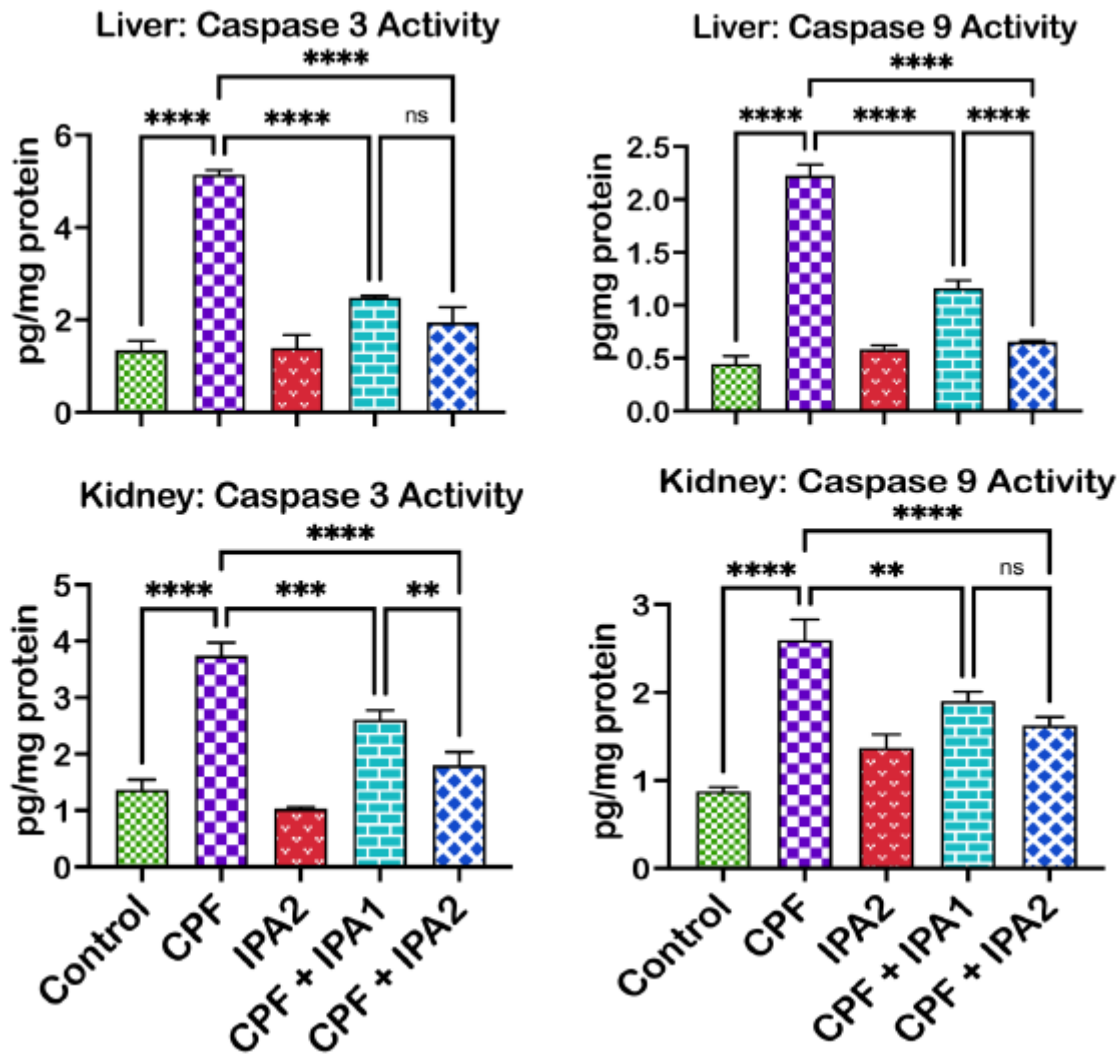 Liver: Caspase 3 Activity
****
**** **** ns
pg/mg protein
6
4
2
0
Liver: Caspase 9 Activity
****
**** **** ****
pgmg protein
2.5
2.0
1.5
1.0
0.5
0.0
Kidney: Caspase 3 Activity
****
**** *** **
pg/mg protein
5
4
3
2
1
0
Control
CPF
IPA2
CPF + IPA1
CPF + IPA2
Kidney: Caspase 9 Activity
****
**** ** ns
pg/mg protein
3
2
1
0
Control
CPF
IPA2
CPF + IPA1
CPF + IPA2